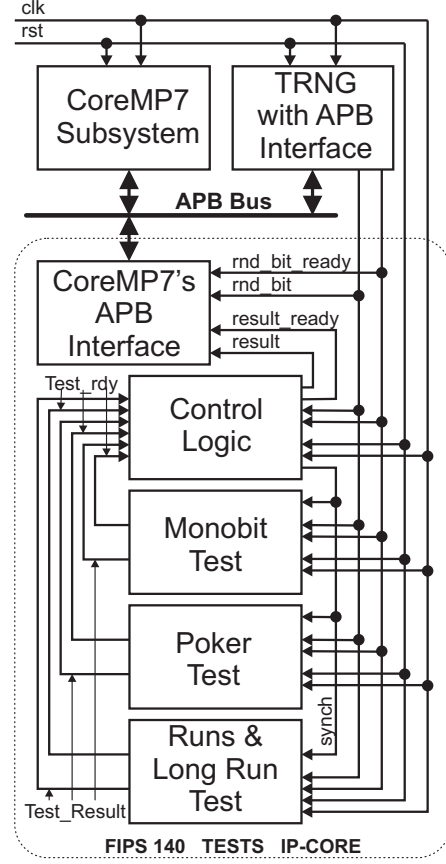 clk
rst
CoreMP7
Subsystem
TRNG
with APB
Interface
APB Bus
CoreMP7's
APB
Interface
rnd_bit_ready
rnd_bit
result_ready
result
Test_rdy
Control
Logic
Monobit
Test
Poker
Test
synch
Runs &
Long Run
Test
Test_Result
FIPS 140 TESTS IP-CORE